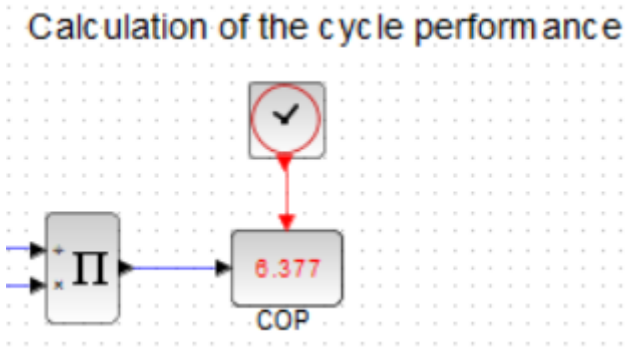 Calculation of the cycle performance
÷
× Π
6.377
COP